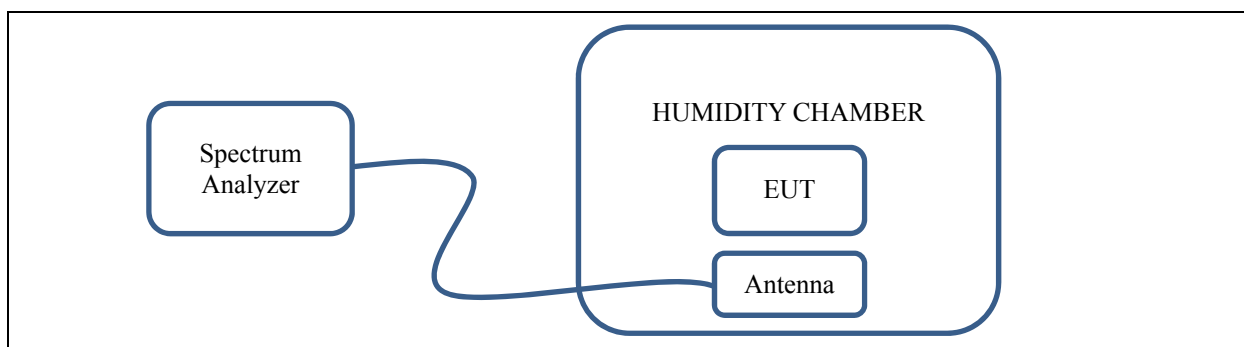 HUMIDITY CHAMBER
Spectrum
Analyzer
EUT
Antenna